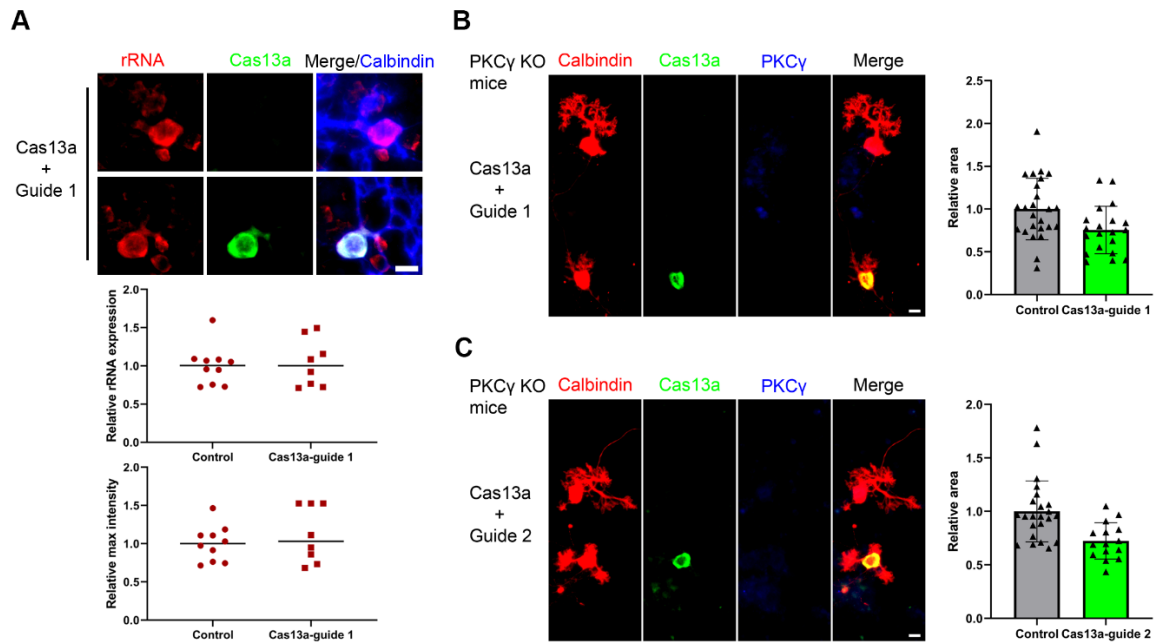 A
rRNA Cas13a Merge/Calbindin
Cas13a
+
Guide 1
Relative rRNA expression
2.0
1.5
1.0
0.5
0.0
Control Cas13a-guide 1
Relative max intensity
2.0
1.5
1.0
0.5
0.0
Control Cas13a-guide 1
B
PKCγ KO
mice
Calbindin Cas13a PKCγ Merge
Cas13a
+
Guide 1
Relative area
2.5
2.0
1.5
1.0
0.5
0.0
Control Cas13a-guide 1
C
PKCγ KO
mice
Calbindin Cas13a PKCγ Merge
Cas13a
+
Guide 2
Relative area
2.0
1.5
1.0
0.5
0.0
Control Cas13a-guide 2